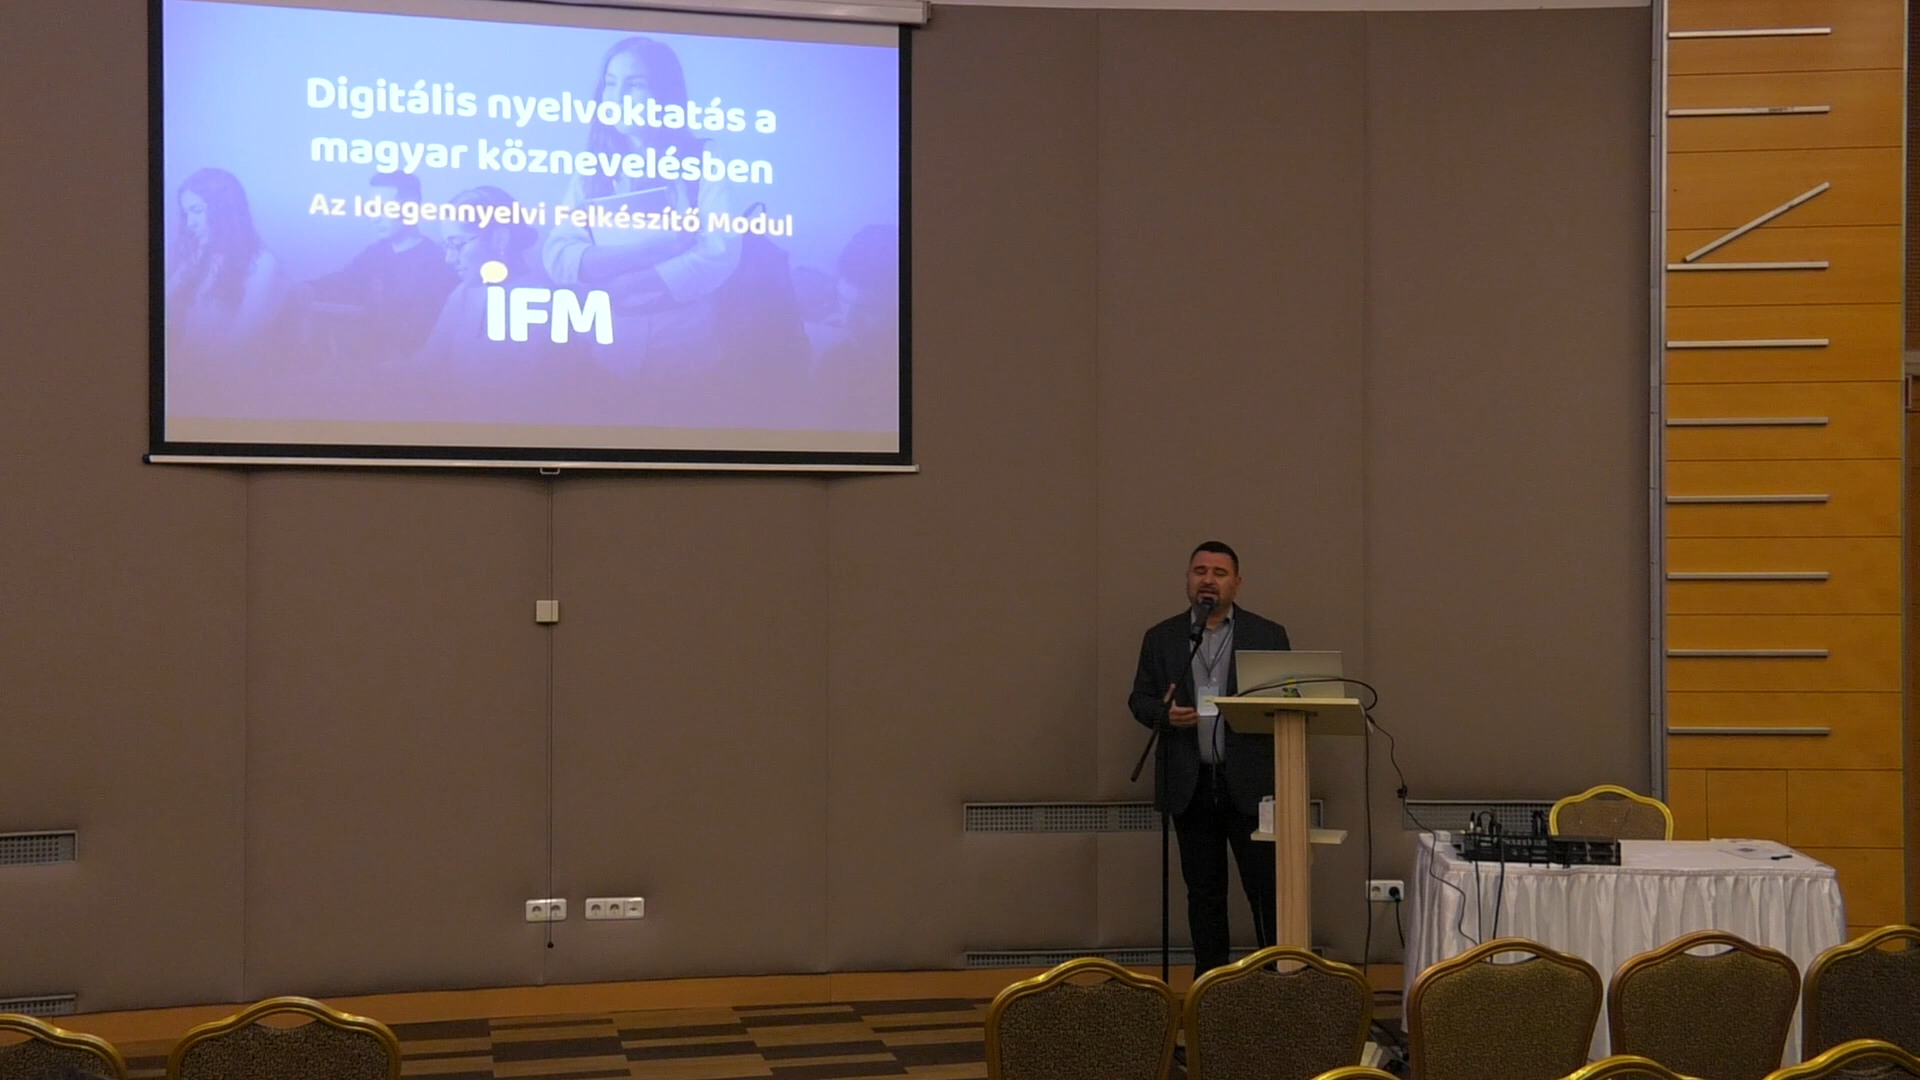 Digitális nyelvoktatás a
magyar köznevelésben
Az Idegennyelvi Felkészítő Modul
iFM